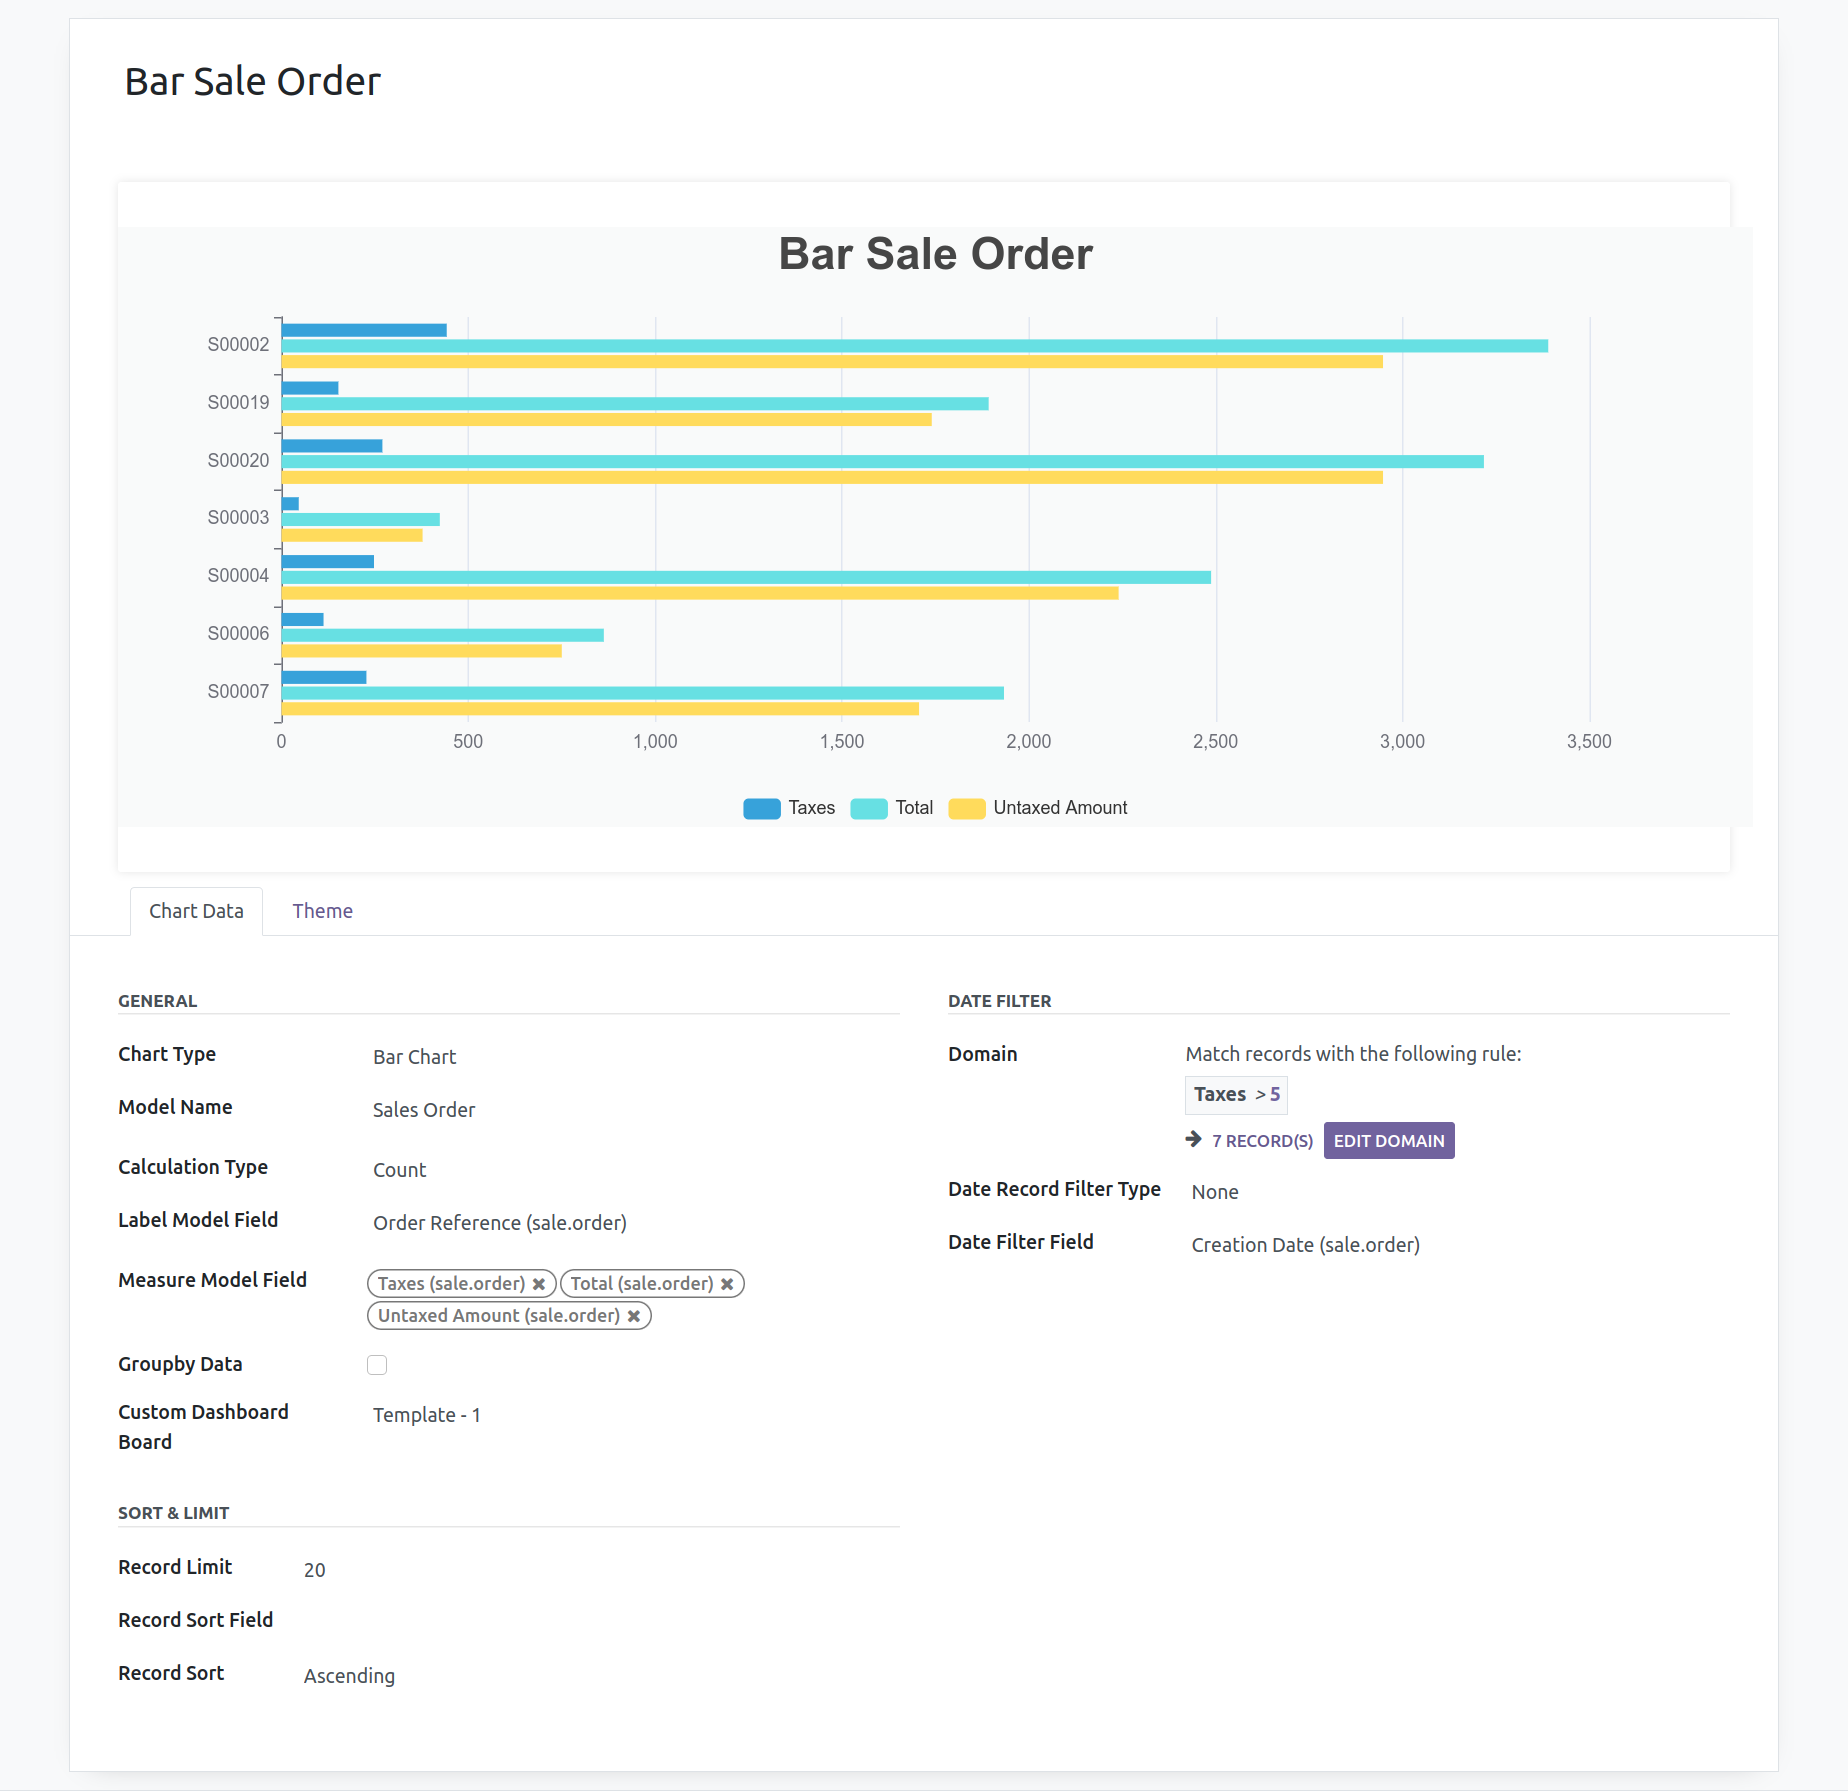 Bar Sale Order
Bar Sale Order
S00002
S00019
S00020
S00003
S00004
S00006
S00007
0 500 1,000 1,500 2,000 2,500 3,000 3,500
Taxes Total Untaxed Amount
Chart Data Theme
GENERAL
Chart Type Bar Chart
Model Name Sales Order
Calculation Type Count
Label Model Field Order Reference (sale.order)
Measure Model Field Taxes (sale.order) ✖ Total (sale.order) ✖
Untaxed Amount (sale.order) ✖
Groupby Data
Custom Dashboard Template - 1
Board
SORT & LIMIT
Record Limit 20
Record Sort Field
Record Sort Ascending
DATE FILTER
Domain Match records with the following rule:
Taxes > 5
➔ 7 RECORD(S) EDIT DOMAIN
Date Record Filter Type None
Date Filter Field Creation Date (sale.order)